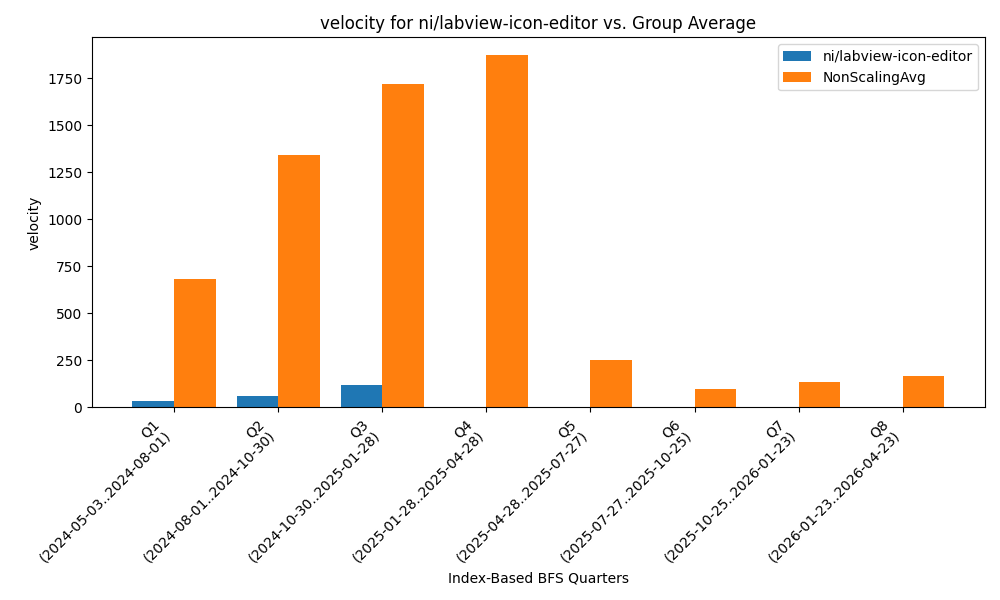 velocity for ni/labview-icon-editor vs. Group Average
ni/labview-icon-editor
NonScalingAvg
velocity
1750
1500
1250
1000
750
500
250
0
Q1
(2024-05-03..2024-08-01)
Q2
(2024-08-01..2024-10-30)
Q3
(2024-10-30..2025-01-28)
Q4
(2025-01-28..2025-04-28)
Q5
(2025-04-28..2025-07-27)
Q6
(2025-07-27..2025-10-25)
Q7
(2025-10-25..2026-01-23)
Q8
(2026-01-23..2026-04-23)
Index-Based BFS Quarters